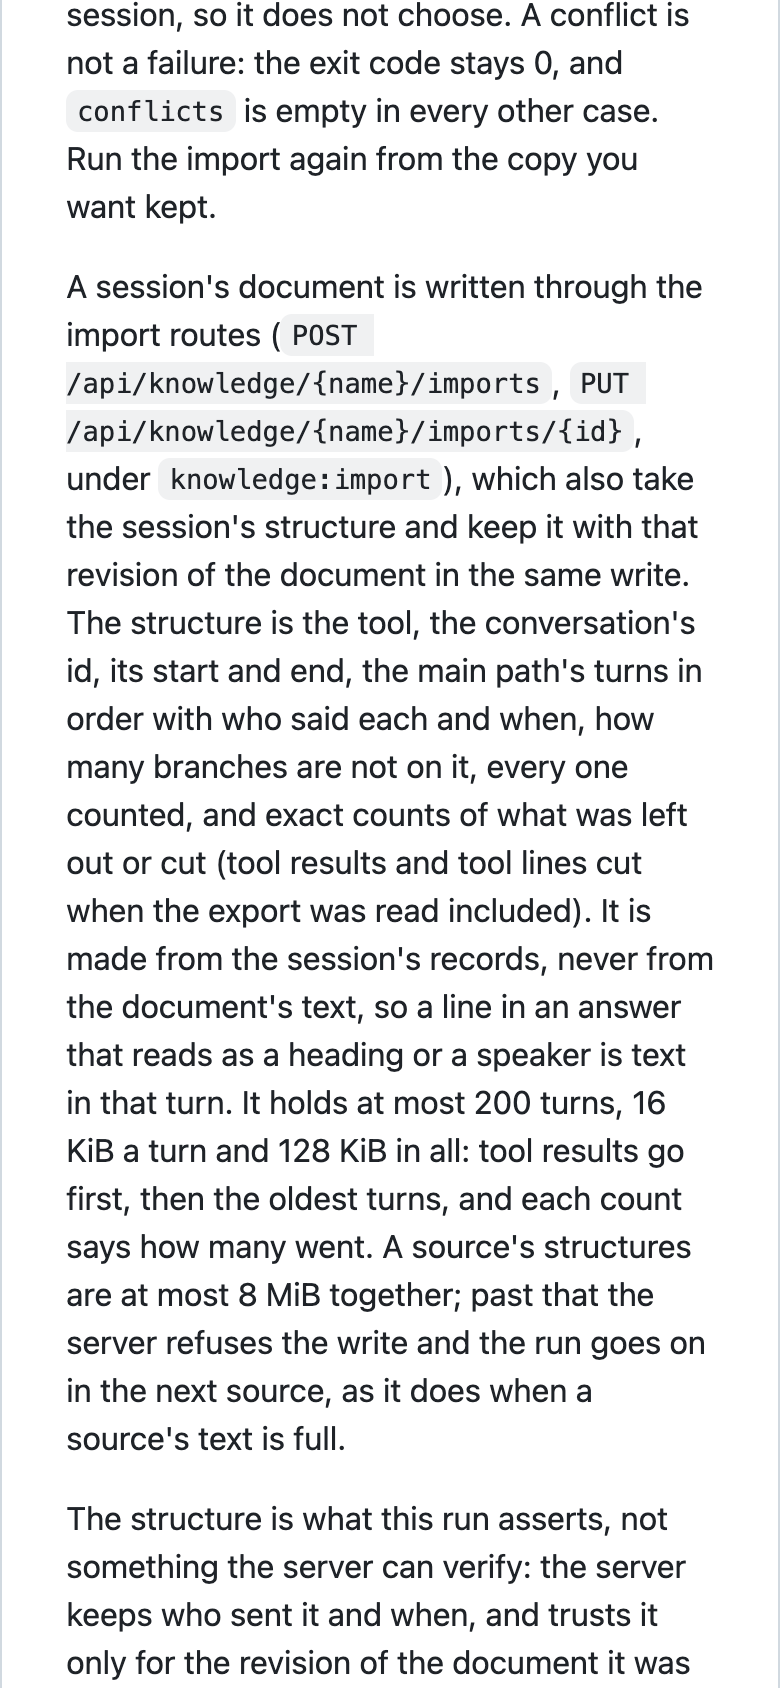 session, so it does not choose. A conflict is
not a failure: the exit code stays 0, and
conflicts is empty in every other case.
Run the import again from the copy you
want kept.
A session's document is written through the
import routes ( POST
/api/knowledge/{name}/imports , PUT
/api/knowledge/{name}/imports/{id} ,
under knowledge:import ), which also take
the session's structure and keep it with that
revision of the document in the same write.
The structure is the tool, the conversation's
id, its start and end, the main path's turns in
order with who said each and when, how
many branches are not on it, every one
counted, and exact counts of what was left
out or cut (tool results and tool lines cut
when the export was read included). It is
made from the session's records, never from
the document's text, so a line in an answer
that reads as a heading or a speaker is text
in that turn. It holds at most 200 turns, 16
KiB a turn and 128 KiB in all: tool results go
first, then the oldest turns, and each count
says how many went. A source's structures
are at most 8 MiB together; past that the
server refuses the write and the run goes on
in the next source, as it does when a
source's text is full.
The structure is what this run asserts, not
something the server can verify: the server
keeps who sent it and when, and trusts it
only for the revision of the document it was